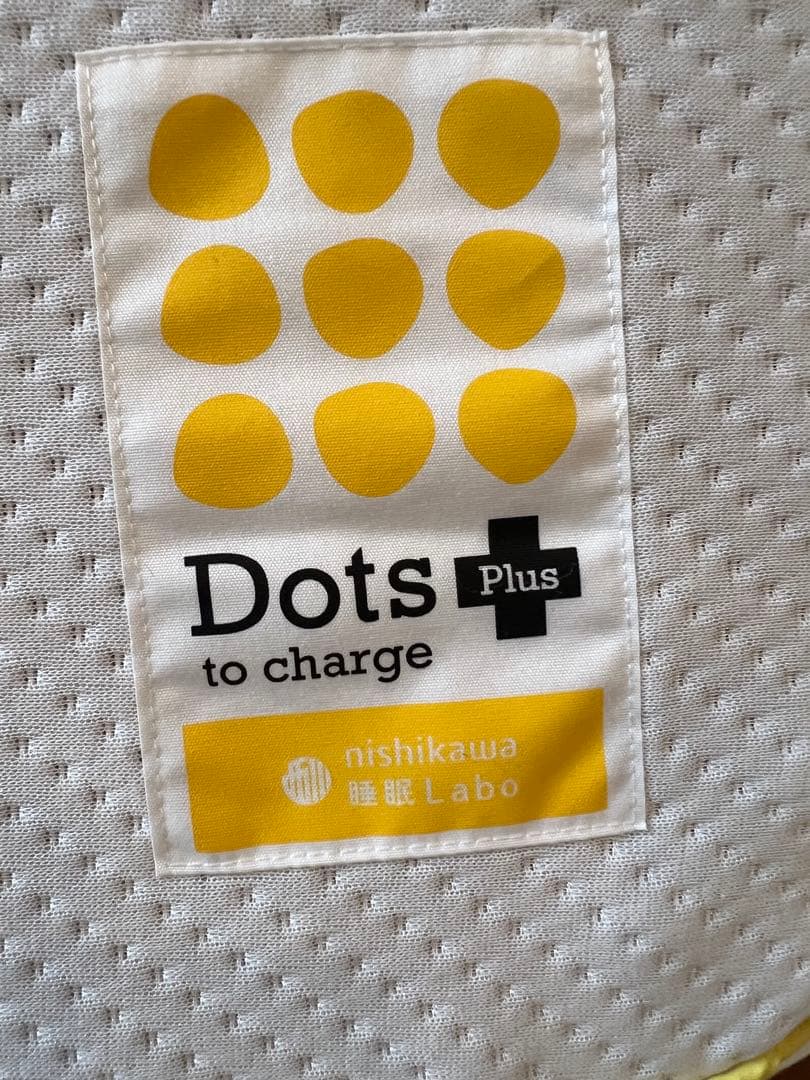 Dots Plus
to charge
nishikawa
睡眠Labo